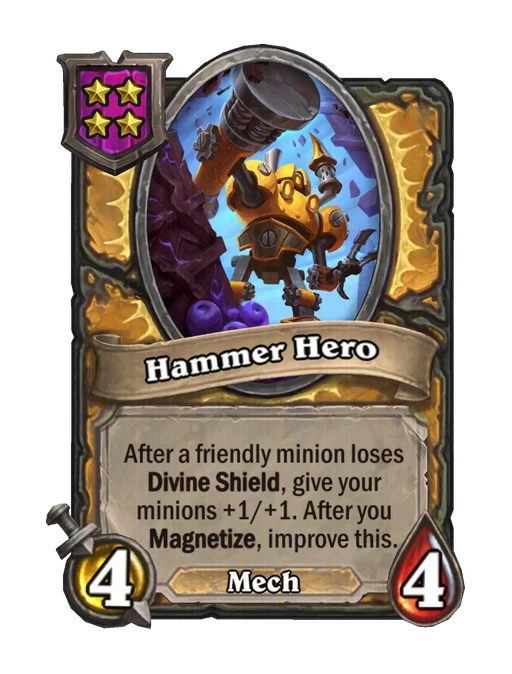 Hammer Hero
After a friendly minion loses
Divine Shield, give your
minions +1/+1. After you
Magnetize, improve this.
4
Mech
4